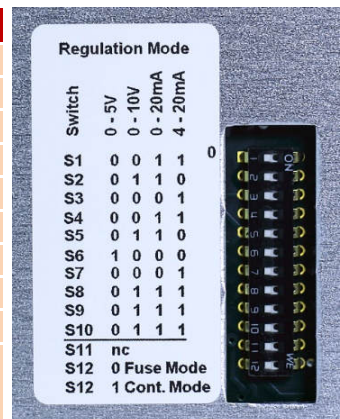 Regulation Mode
Switch 0 - 5V 0 - 10V 0 - 20mA 4 - 20mA
S1 0 0 1 1 0
S2 0 1 1 0
S3 0 0 0 1
S4 0 0 1 1
S5 0 1 1 0
S6 1 0 0 0
S7 0 0 0 1
S8 0 1 1 1
S9 0 1 1 1
S10 0 1 1 1
S11 nc
S12 0 Fuse Mode
S12 1 Cont. Mode
ON
1
2
3
4
5
6
7
8
9
10
11
12
WE